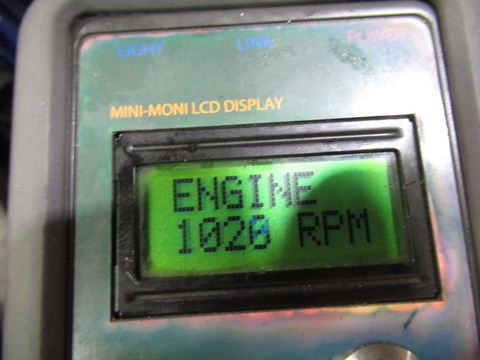 LIGHT LINK POWER
MINI-MONI LCD DISPLAY
ENGINE
1020 RPM